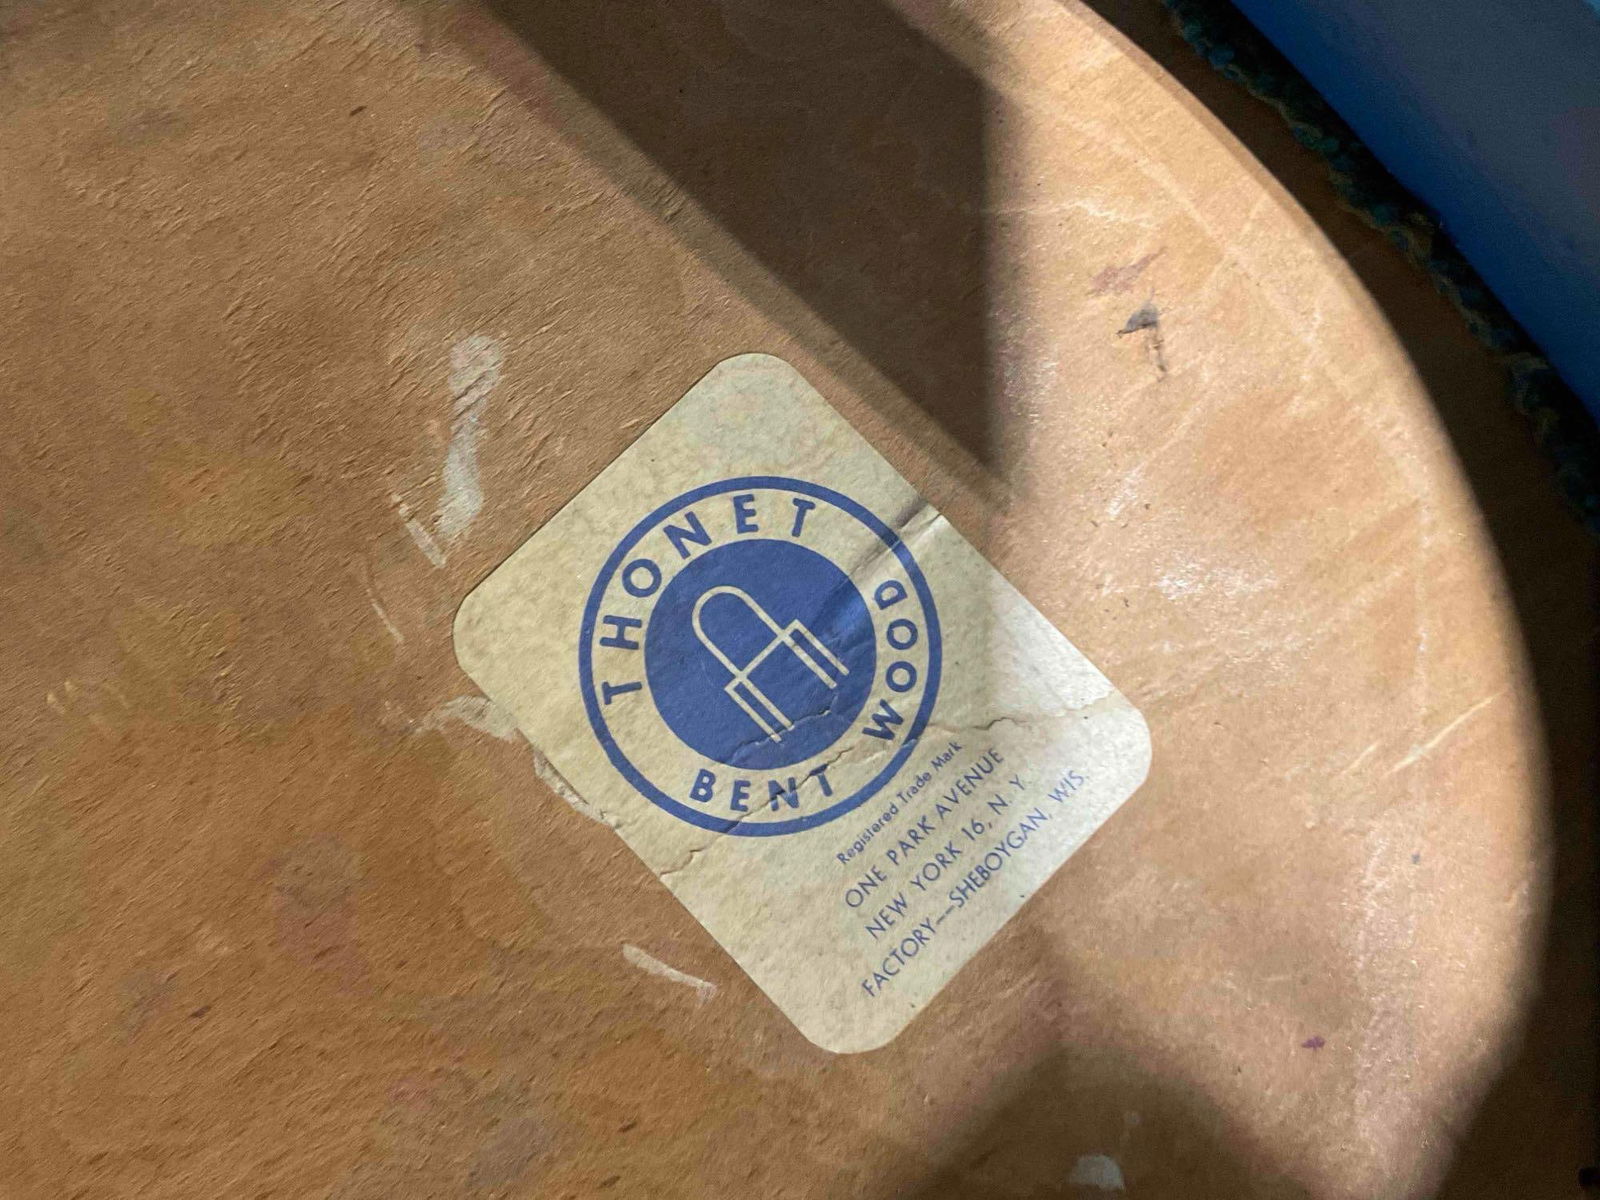 THONET
BENT WOOD
Registered Trade Mark
ONE PARK AVENUE
NEW YORK 16, N. Y.
FACTORY—SHEBOYGAN, WIS.